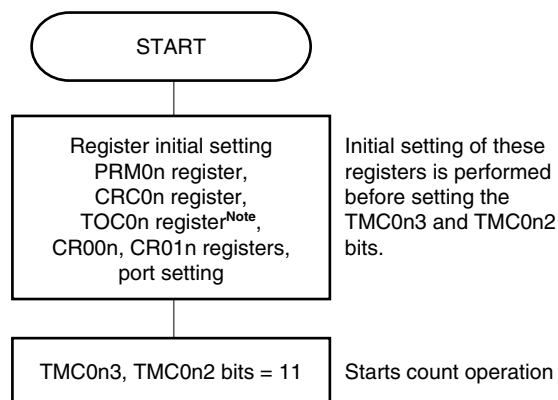 START
Register initial setting
PRM0n register,
CRC0n register,
TOC0n registerNote,
CR00n, CR01n registers,
port setting
Initial setting of these
registers is performed
before setting the
TMC0n3 and TMC0n2
bits.
TMC0n3, TMC0n2 bits = 11
Starts count operation